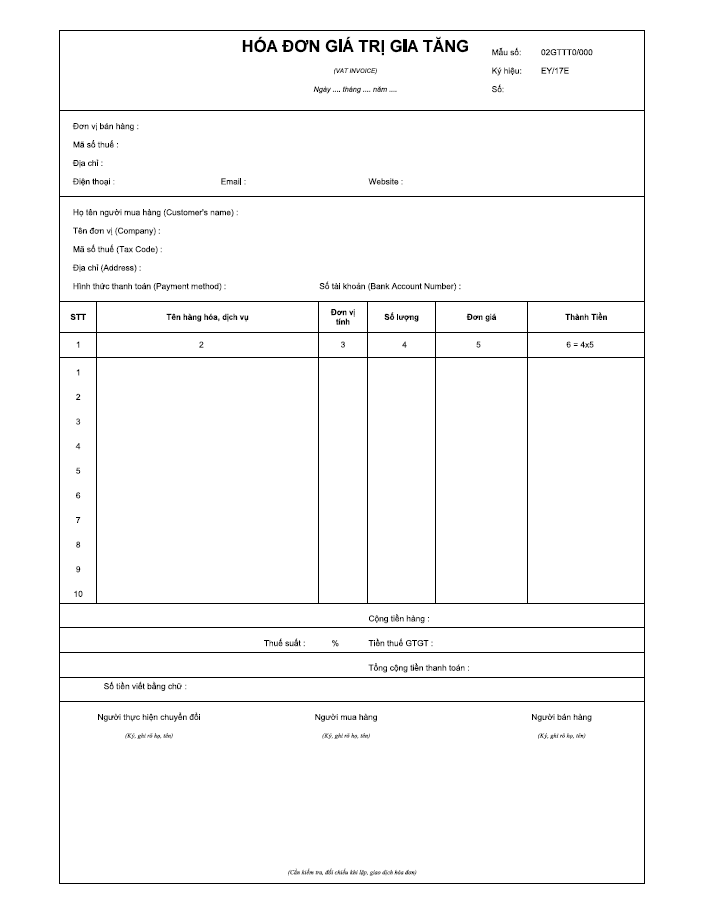 HÓA ĐƠN GIÁ TRỊ GIA TĂNG
(VAT INVOICE)
Ngày .... tháng .... năm ....
Mẫu số: 02GTTT0/000
Ký hiệu: EY/17E
Số:
Đơn vị bán hàng :
Mã số thuế :
Địa chỉ :
Điện thoại : Email : Website :
Họ tên người mua hàng (Customer's name) :
Tên đơn vị (Company) :
Mã số thuế (Tax Code) :
Địa chỉ (Address) :
Hình thức thanh toán (Payment method) : Số tài khoản (Bank Account Number) :
STT Tên hàng hóa, dịch vụ Đơn vị tính Số lượng Đơn giá Thành Tiền
1 2 3 4 5 6 = 4x5
1
2
3
4
5
6
7
8
9
10
Cộng tiền hàng :
Thuế suất : % Tiền thuế GTGT :
Tổng cộng tiền thanh toán :
Số tiền viết bằng chữ :
Người thực hiện chuyển đổi Người mua hàng Người bán hàng
(Ký, ghi rõ họ, tên) (Ký, ghi rõ họ, tên) (Ký, ghi rõ họ, tên)
(Cần kiểm tra, đối chiếu khi lập, giao dịch hóa đơn)